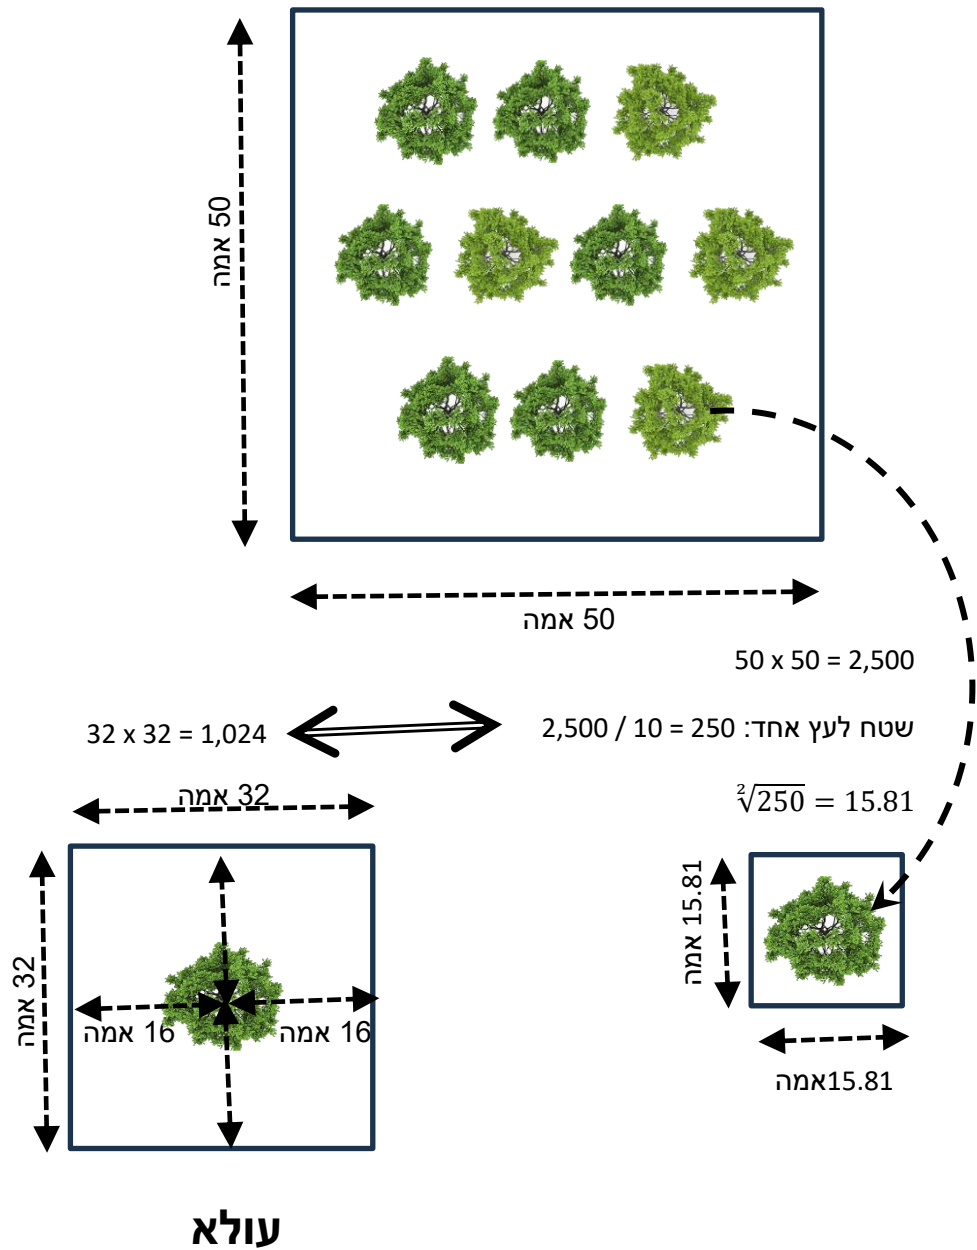 50 אמה
50 אמה
50 x 50 = 2,500
32 x 32 = 1,024
שטח לעץ אחד: 250 = 10 / 2,500
32 אמה
²√250 = 15.81
32 אמה
16 אמה
16 אמה
15.81 אמה
15.81אמה
עולא